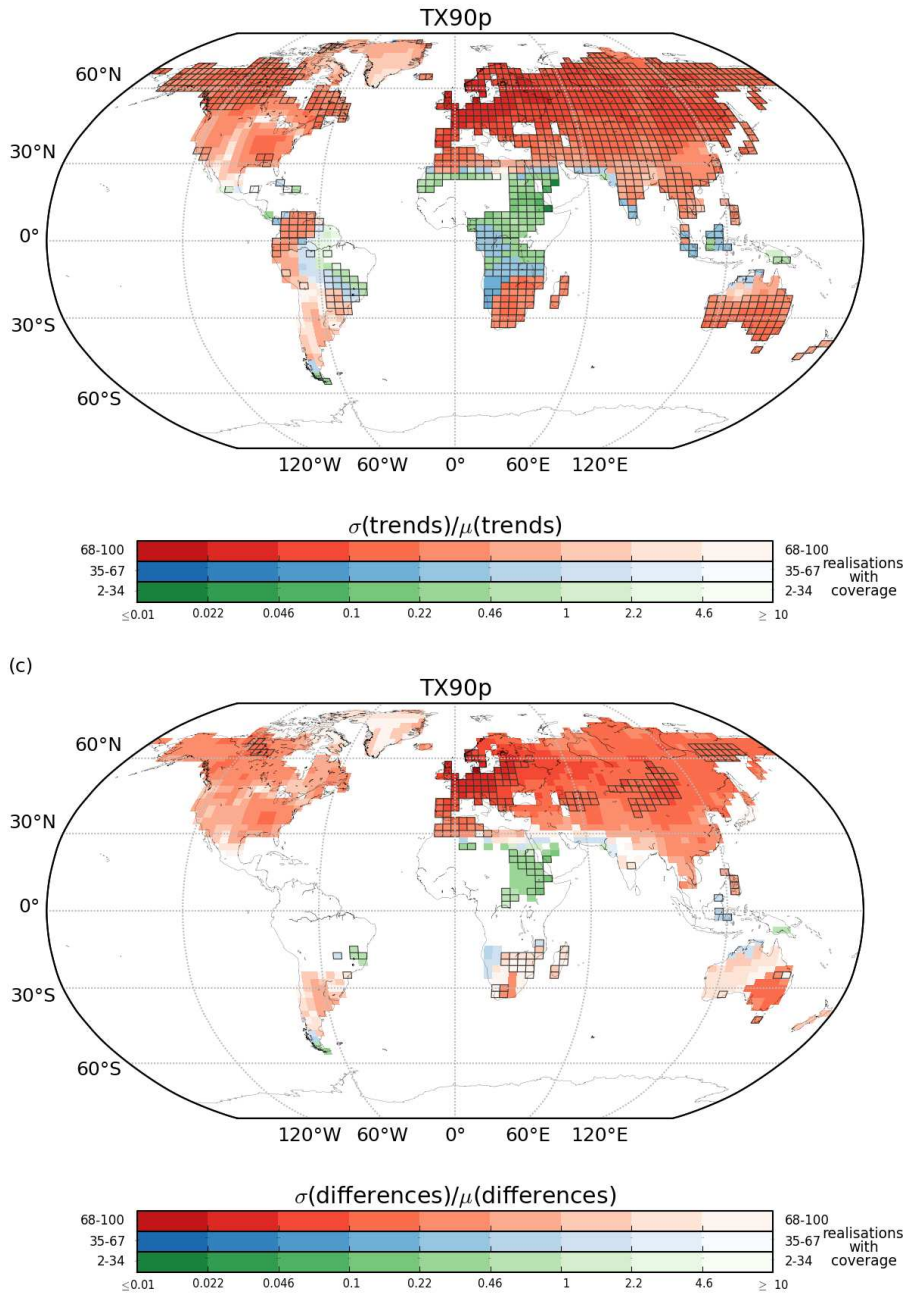 TX90p
60°N
30°N
0°
30°S
60°S
120°W 60°W 0° 60°E 120°E
σ(trends)/μ(trends)
68-100 68-100
35-67 35-67 realisations
with
2-34 2-34 coverage
≤0.01 0.022 0.046 0.1 0.22 0.46 1 2.2 4.6 ≥ 10
(c)
TX90p
60°N
30°N
0°
30°S
60°S
120°W 60°W 0° 60°E 120°E
σ(differences)/μ(differences)
68-100 68-100
35-67 35-67 realisations
with
2-34 2-34 coverage
≤0.01 0.022 0.046 0.1 0.22 0.46 1 2.2 4.6 ≥ 10